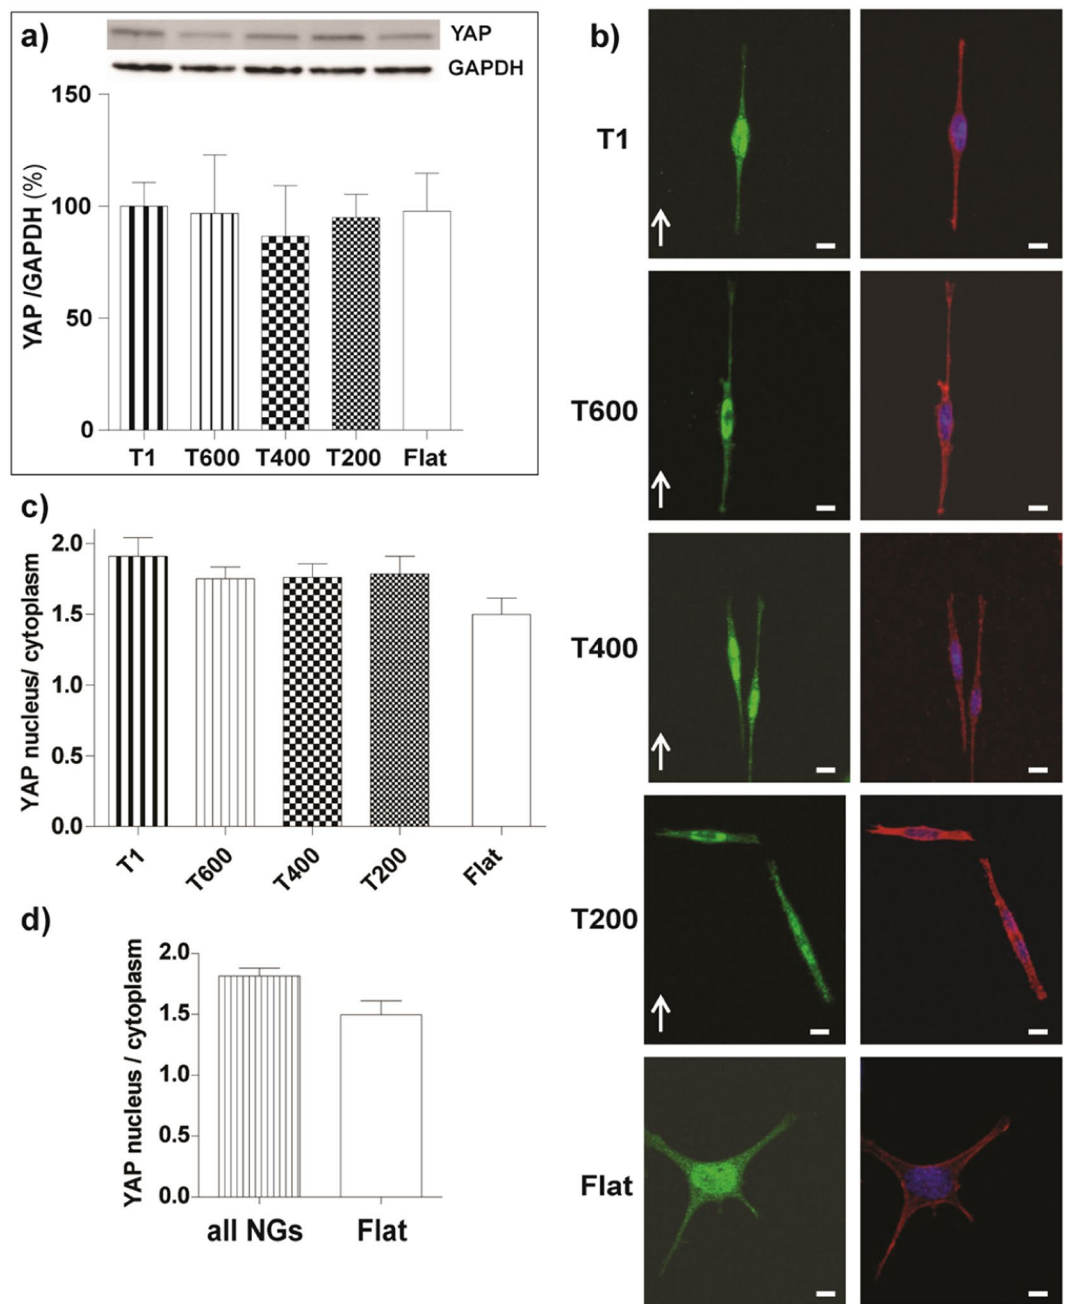 a)
YAP
GAPDH
150
100
50
0
YAP /GAPDH (%)
T1 T600 T400 T200 Flat
b)
T1
T600
T400
T200
Flat
c)
2.0
1.5
1.0
0.5
0.0
YAP nucleus/ cytoplasm
T1 T600 T400 T200 Flat
d)
2.0
1.5
1.0
0.5
0.0
YAP nucleus / cytoplasm
all NGs Flat